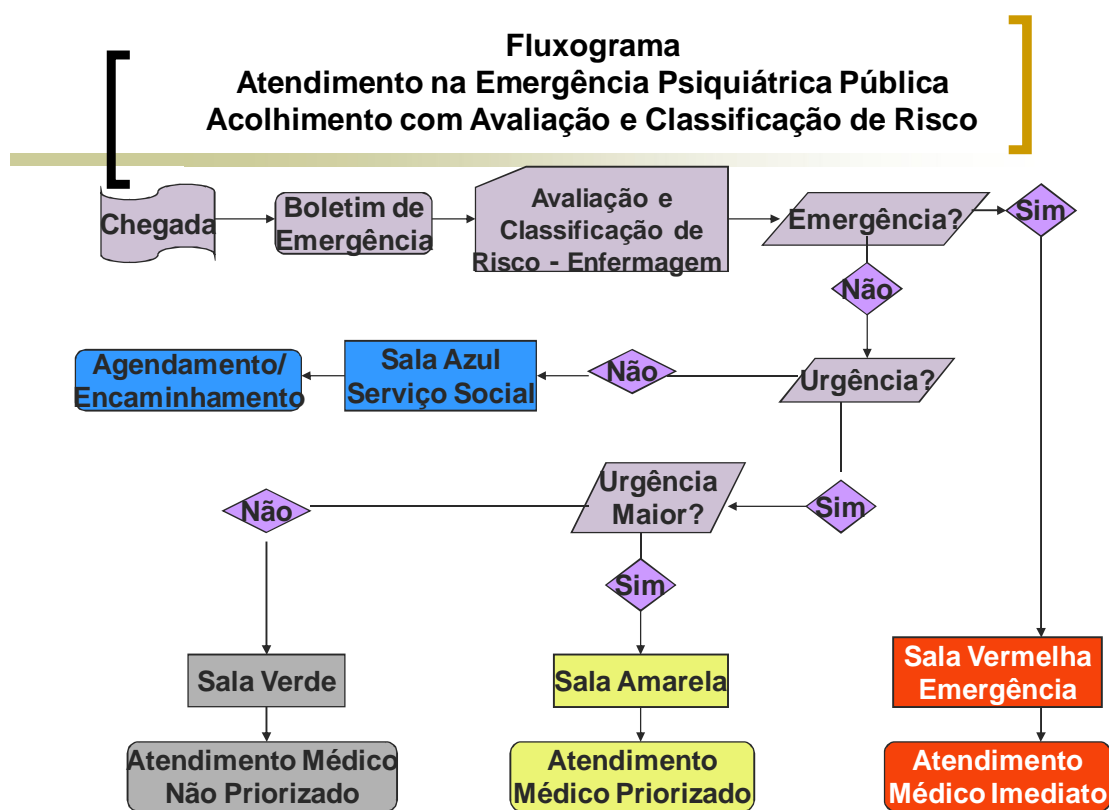 Fluxograma
Atendimento na Emergência Psiquiátrica Pública
Acolhimento com Avaliação e Classificação de Risco
Chegada
Boletim de
Emergência
Avaliação e
Classificação de
Risco - Enfermagem
Emergência?
Sim
Não
Agendamento/
Encaminhamento
Sala Azul
Serviço Social
Não
Urgência?
Não
Urgência
Maior?
Sim
Sim
Sala Verde
Sala Amarela
Sala Vermelha
Emergência
Atendimento Médico
Não Priorizado
Atendimento
Médico Priorizado
Atendimento
Médico Imediato